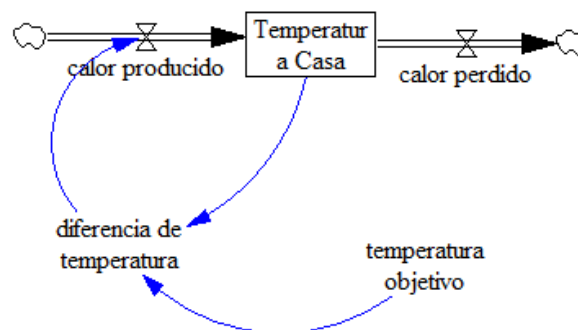 Temperatur
a Casa
calor producido
calor perdido
diferencia de
temperatura
temperatura
objetivo